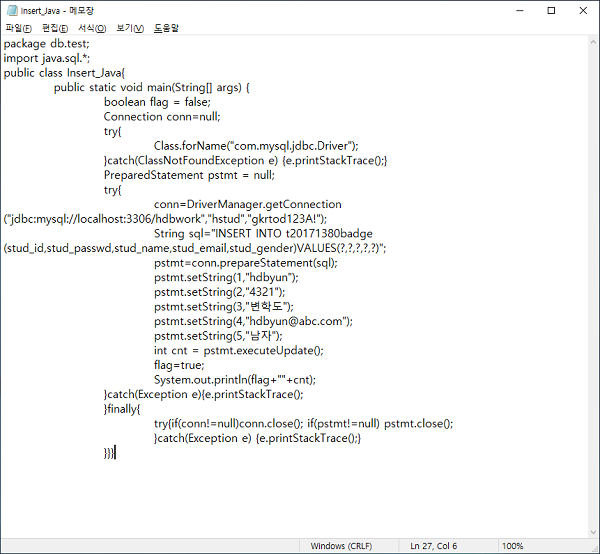 Insert_Java - 메모장
파일(F) 편집(E) 서식(O) 보기(V) 도움말
package db.test;
import java.sql.*;
public class Insert_Java{
public static void main(String[] args) {
boolean flag = false;
Connection conn=null;
try{
Class.forName("com.mysql.jdbc.Driver");
}catch(ClassNotFoundException e) {e.printStackTrace();}
PreparedStatement pstmt = null;
try{
conn=DriverManager.getConnection
("jdbc:mysql://localhost:3306/hdbwork","hstud","gkrtod123A!");
String sql="INSERT INTO t20171380badge
(stud_id,stud_passwd,stud_name,stud_email,stud_gender)VALUES(?,?,?,?,?)";
pstmt=conn.prepareStatement(sql);
pstmt.setString(1,"hdbyun");
pstmt.setString(2,"4321");
pstmt.setString(3,"변학도");
pstmt.setString(4,"hdbyun@abc.com");
pstmt.setString(5,"남자");
int cnt = pstmt.executeUpdate();
flag=true;
System.out.println(flag+""+cnt);
}catch(Exception e){e.printStackTrace();
}finally{
try{if(conn!=null)conn.close(); if(pstmt!=null) pstmt.close();
}catch(Exception e) {e.printStackTrace();}
}}}
Windows (CRLF) Ln 27, Col 6 100%